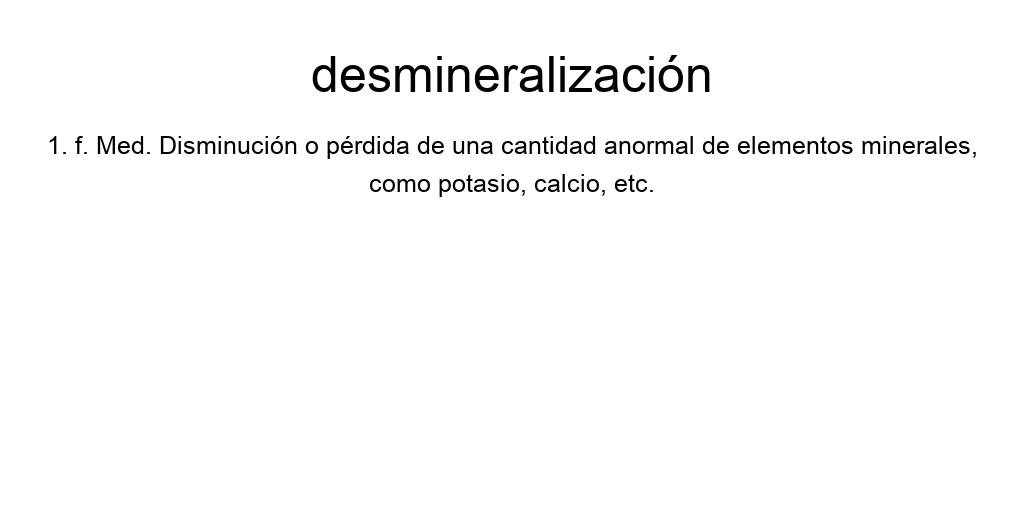 desmineralización
1. f. Med. Disminución o pérdida de una cantidad anormal de elementos minerales,
como potasio, calcio, etc.